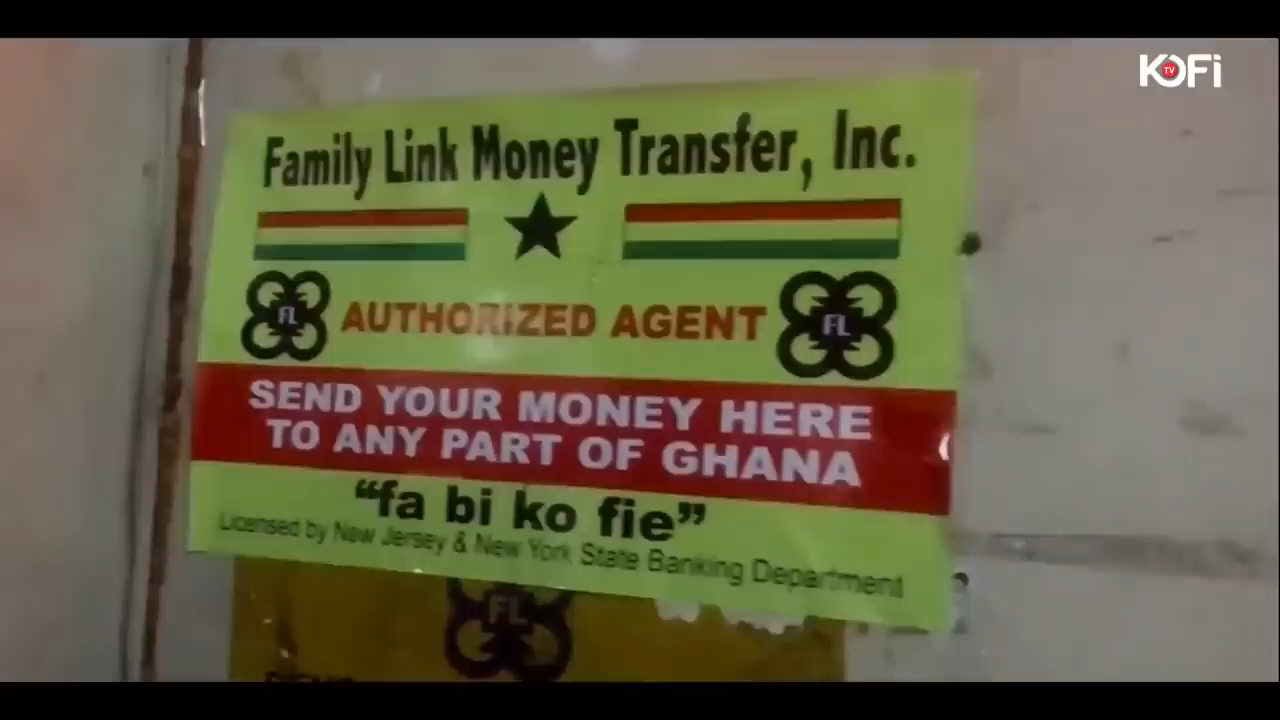 KOFi
TV
Family Link Money Transfer, Inc.
FL
AUTHORIZED AGENT
FL
SEND YOUR MONEY HERE
TO ANY PART OF GHANA
“fa bi ko fie”
Licensed by New Jersey & New York State Banking Department
FL